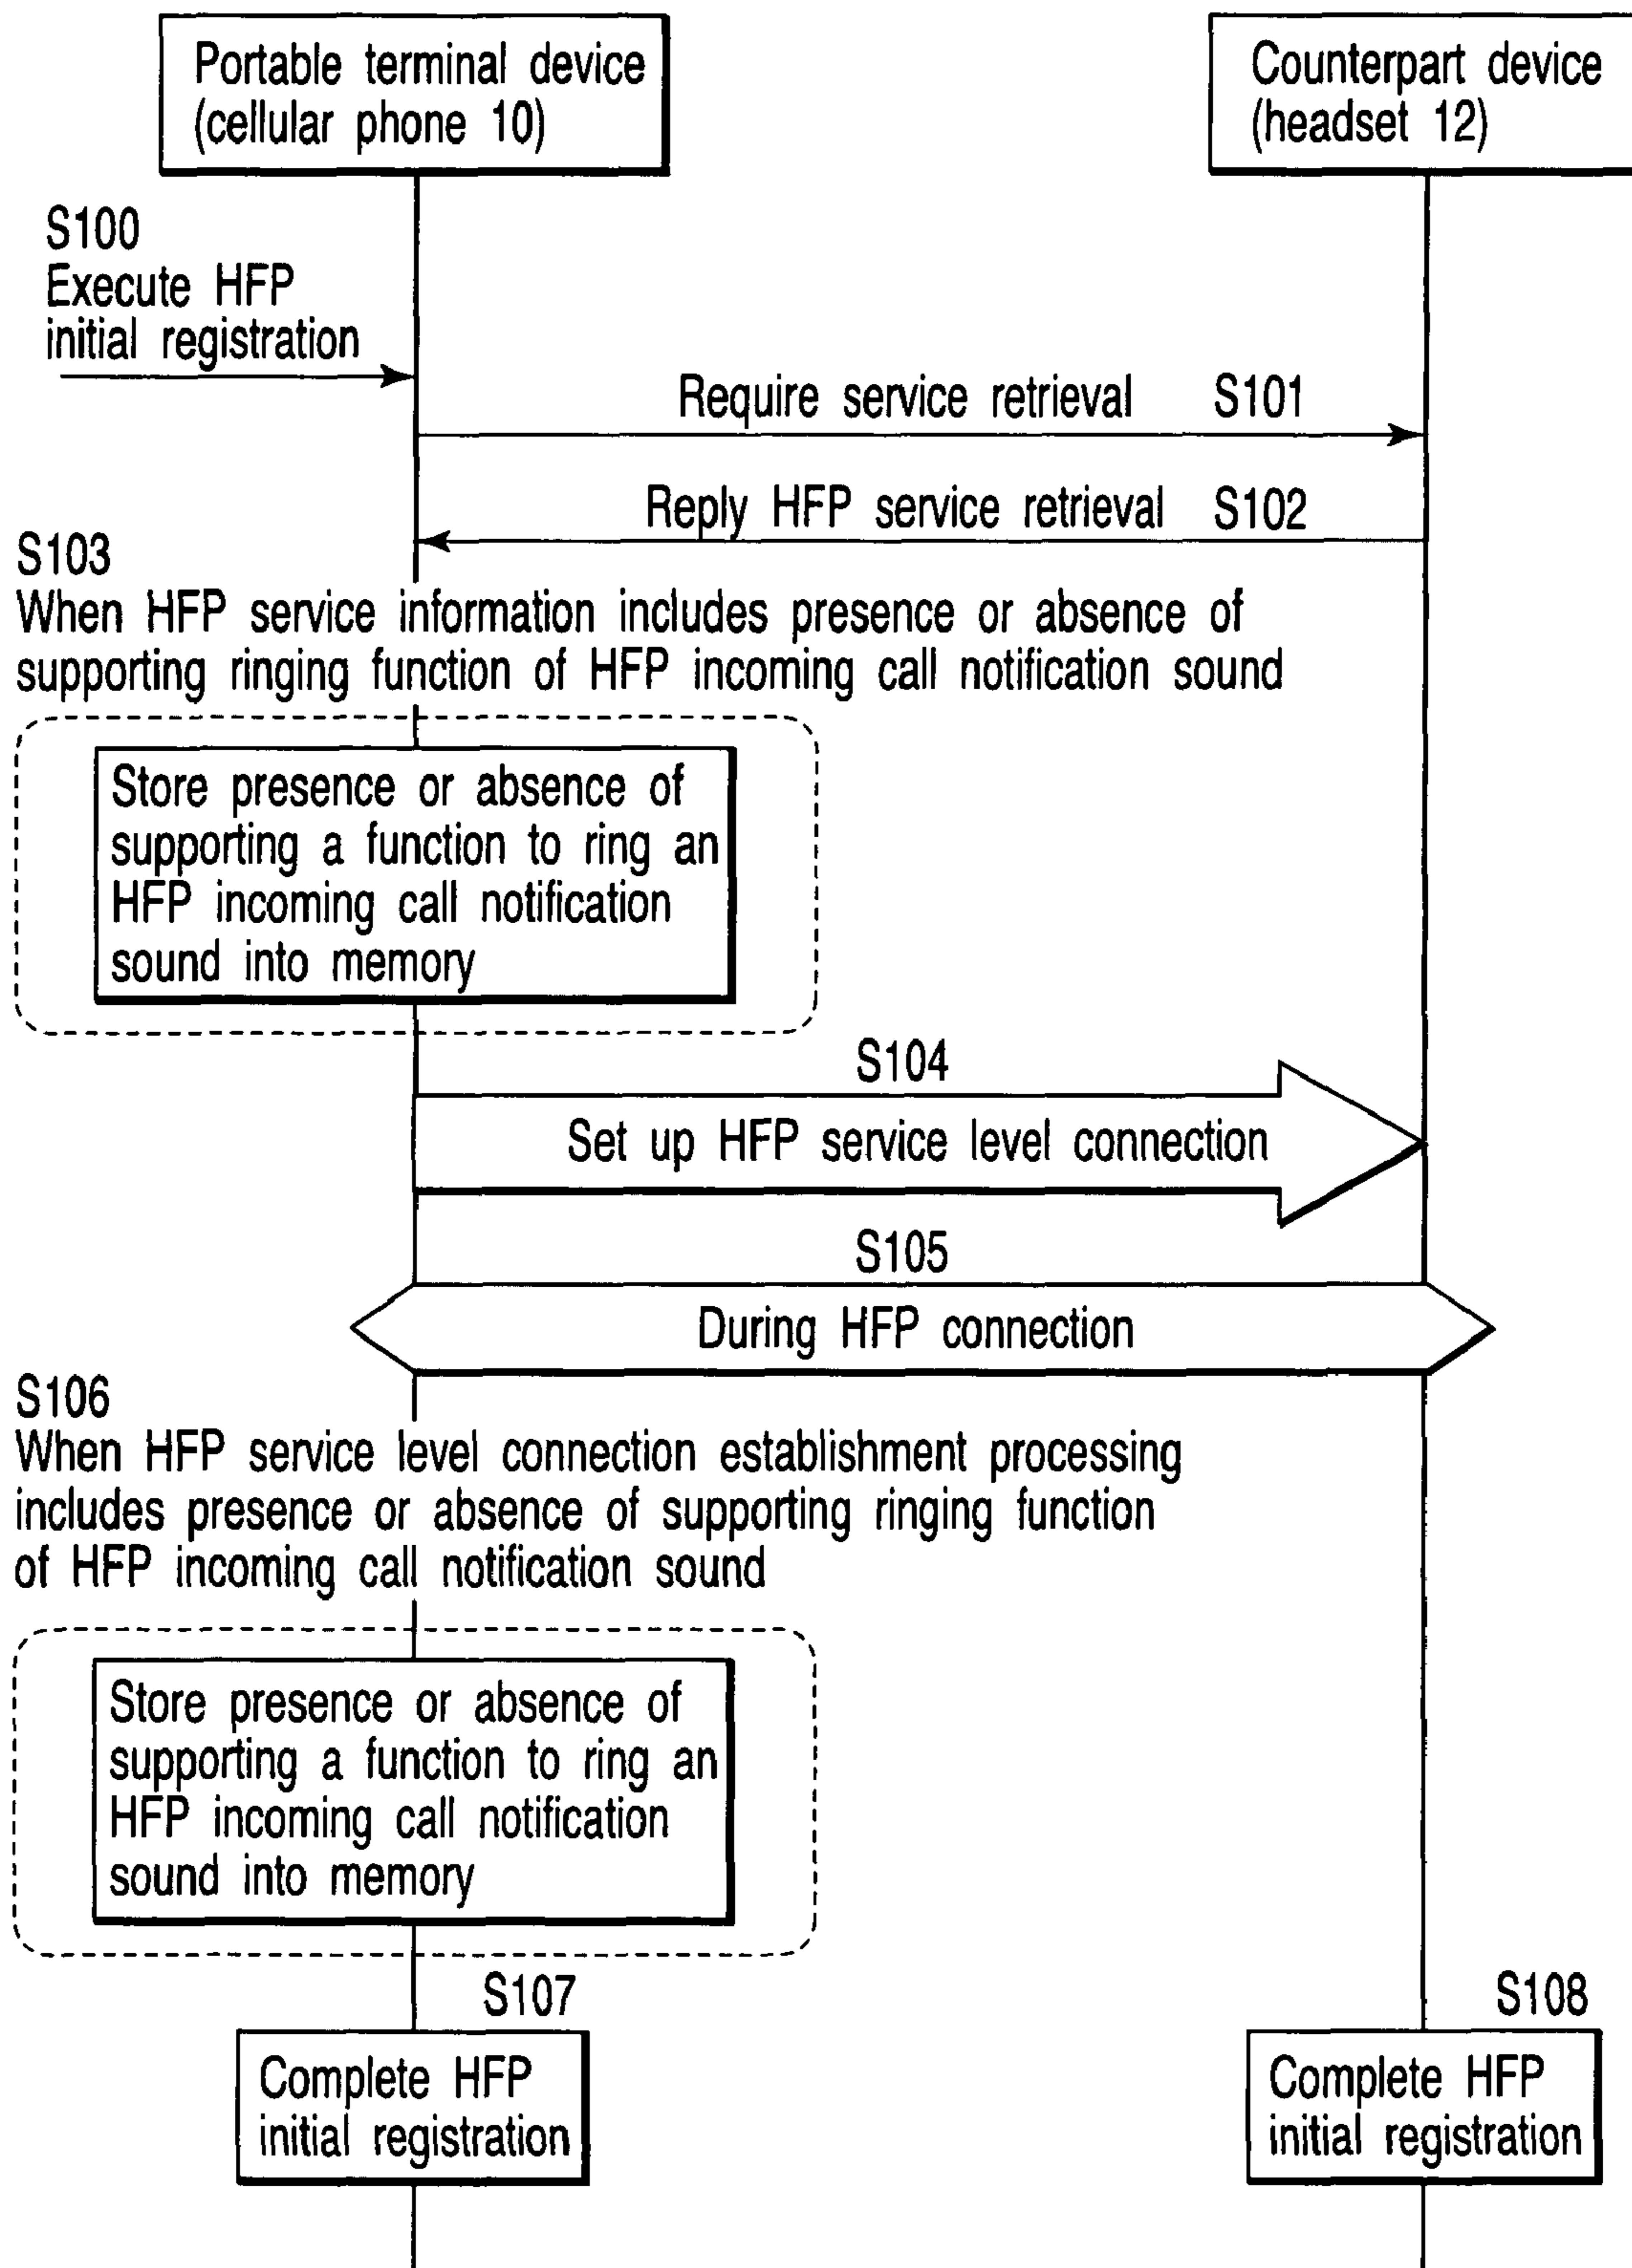 Portable terminal device
(cellular phone 10)
Counterpart device
(headset 12)
S100
Execute HFP
initial registration
Require service retrieval S101
Reply HFP service retrieval S102
S103
When HFP service information includes presence or absence of
supporting ringing function of HFP incoming call notification sound
Store presence or absence of
supporting a function to ring an
HFP incoming call notification
sound into memory
S104
Set up HFP service level connection
S105
During HFP connection
S106
When HFP service level connection establishment processing
includes presence or absence of supporting ringing function
of HFP incoming call notification sound
Store presence or absence of
supporting a function to ring an
HFP incoming call notification
sound into memory
S107
Complete HFP
initial registration
S108
Complete HFP
initial registration